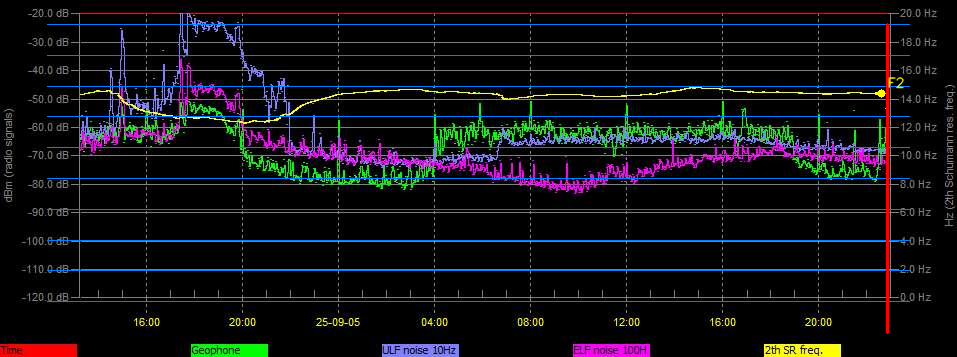 -20.0 dB 20.0 Hz
-30.0 dB 18.0 Hz
-40.0 dB 16.0 Hz
F2
-50.0 dB 14.0 Hz
-60.0 dB 12.0 Hz
-70.0 dB 10.0 Hz
-80.0 dB 8.0 Hz
-90.0 dB 6.0 Hz
-100.0 dB 4.0 Hz
-110.0 dB 2.0 Hz
-120.0 dB 0.0 Hz
dBm (radio signals)
Hz (2th Schumann res. freq.)
16:00 20:00 25-09-05 04:00 08:00 12:00 16:00 20:00
Time Geophone ULF noise 10Hz ELF noise 100H 2th SR freq.